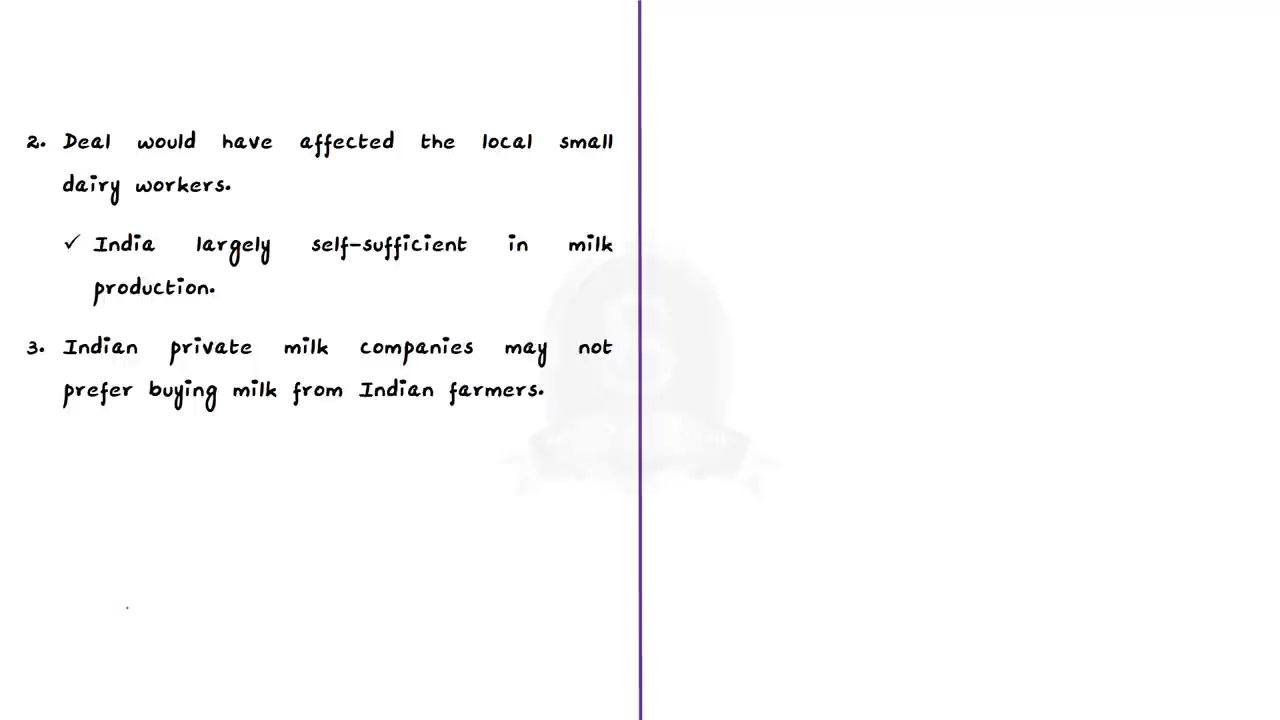 2. Deal would have affected the local small
dairy workers.
✓ India largely self-sufficient in milk
production.
3. Indian private milk companies may not
prefer buying milk from Indian farmers.